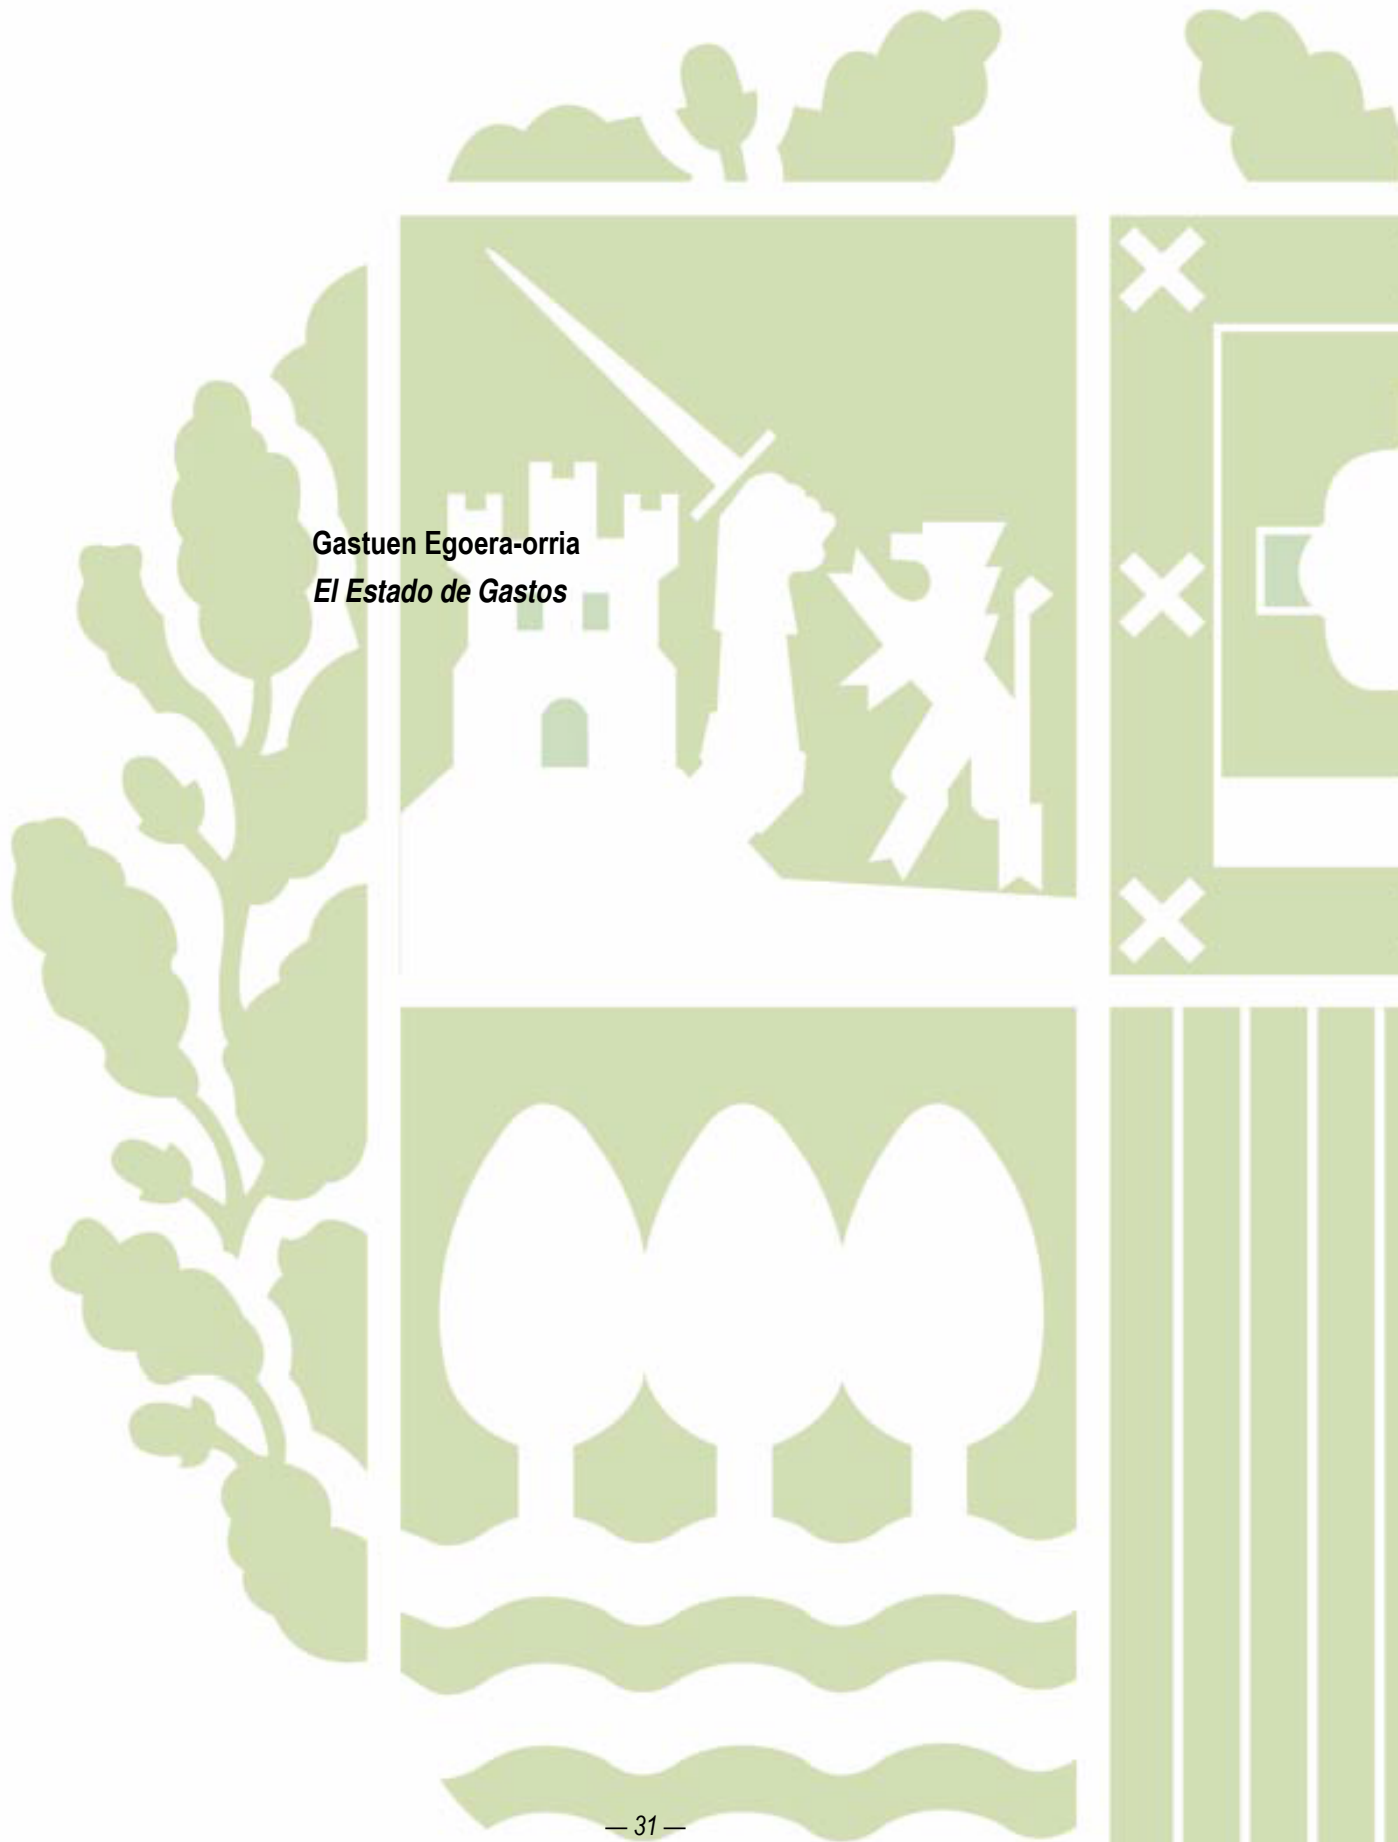 Gastuen Egoera-orria
El Estado de Gastos
— 31 —